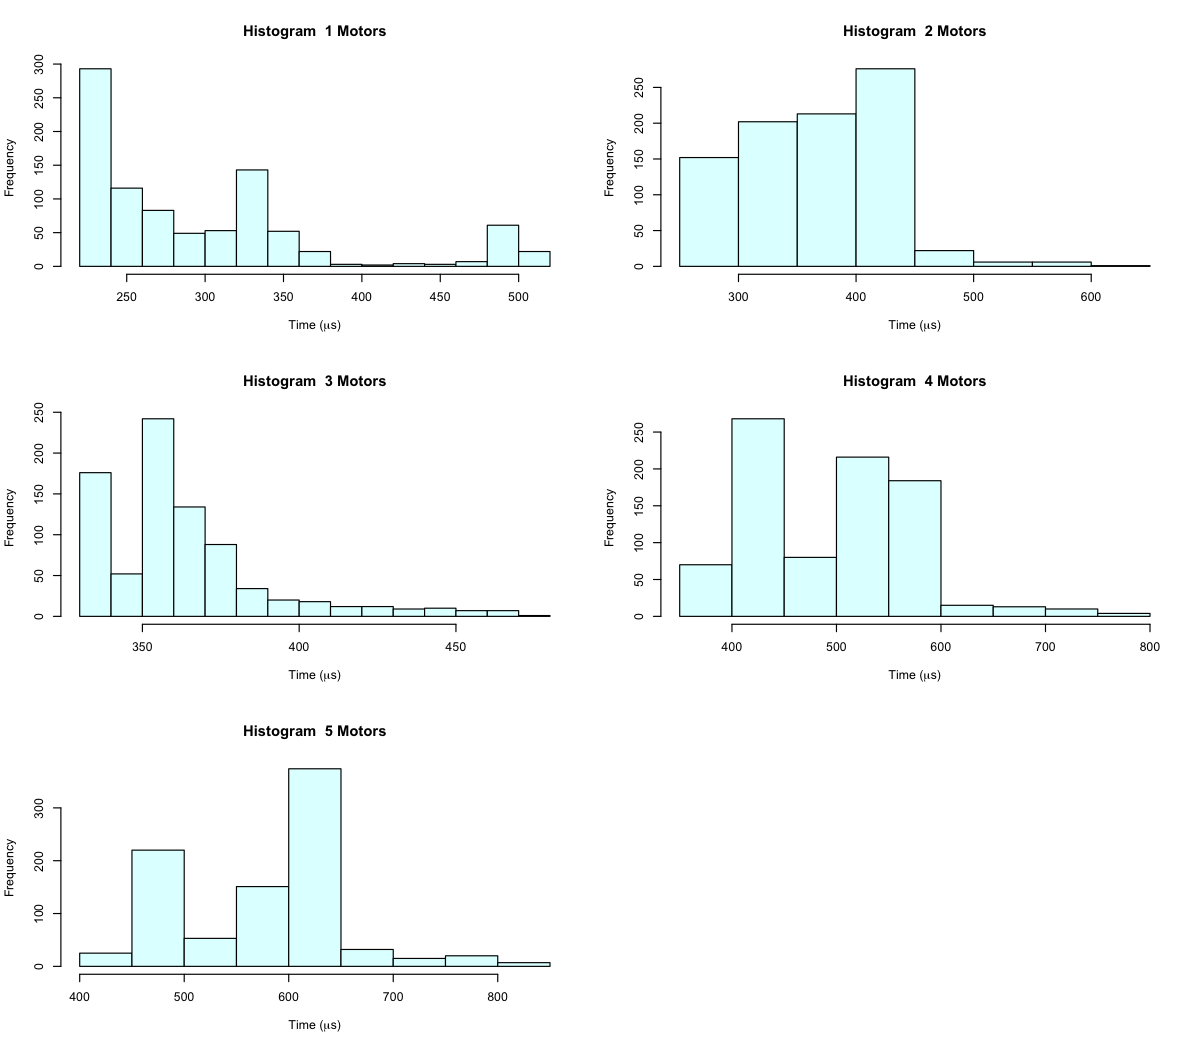 Histogram  1 Motors
Frequency
0 50 100 150 200 250 300
250 300 350 400 450 500
Time (μs)
Histogram  2 Motors
Frequency
0 50 100 150 200 250
300 400 500 600
Time (μs)
Histogram  3 Motors
Frequency
0 50 100 150 200 250
350 400 450
Time (μs)
Histogram  4 Motors
Frequency
0 50 100 150 200 250
400 500 600 700 800
Time (μs)
Histogram  5 Motors
Frequency
0 100 200 300
400 500 600 700 800
Time (μs)